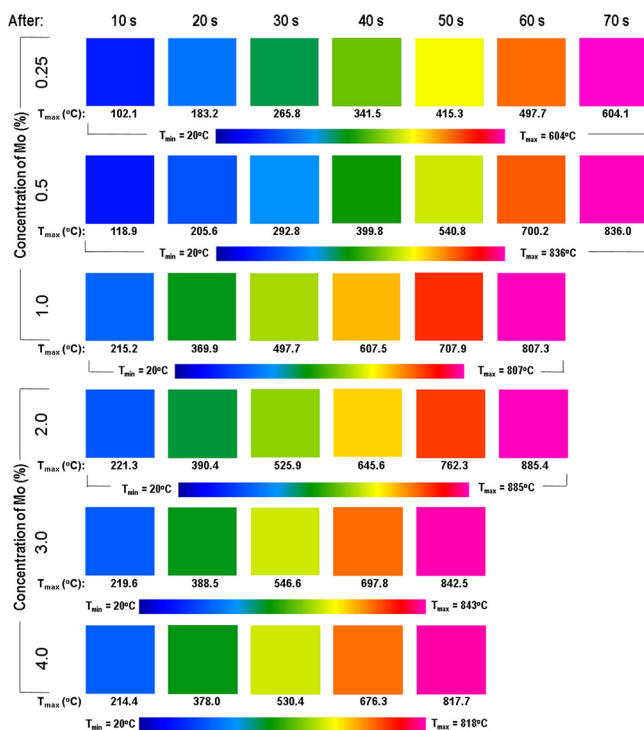 After: 10 s 20 s 30 s 40 s 50 s 60 s 70 s
Concentration of Mo (%)
0.25
Tmax (°C): 102.1 183.2 265.8 341.5 415.3 497.7 604.1
Tmin = 20°C Tmax = 604°C
0.5
Tmax (°C): 118.9 205.6 292.8 399.8 540.8 700.2 836.0
Tmin = 20°C Tmax = 836°C
1.0
Tmax (°C): 215.2 369.9 497.7 607.5 707.9 807.3
Tmin = 20°C Tmax = 807°C
Concentration of Mo (%)
2.0
Tmax (°C): 221.3 390.4 525.9 645.6 762.3 885.4
Tmin = 20°C Tmax = 885°C
3.0
Tmax (°C): 219.6 388.5 546.6 697.8 842.5
Tmin = 20°C Tmax = 843°C
4.0
Tmax (°C) 214.4 378.0 530.4 676.3 817.7
Tmin = 20°C Tmax = 818°C